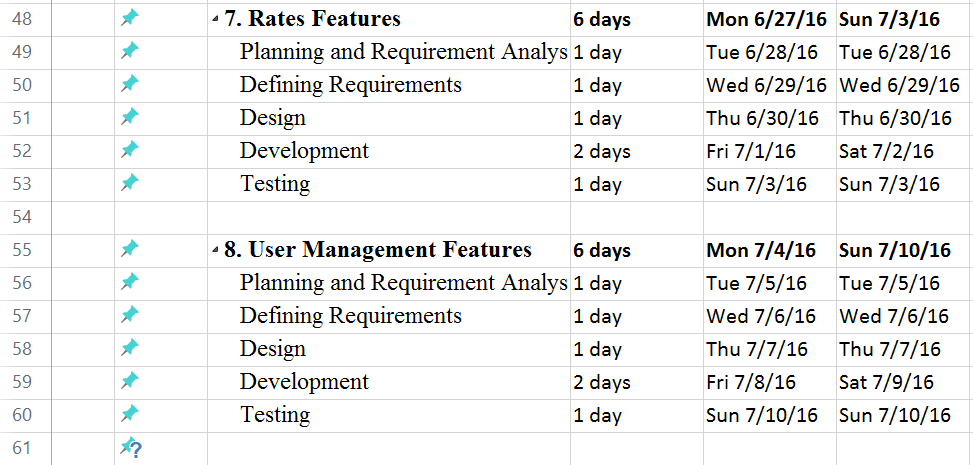 48 7. Rates Features 6 days Mon 6/27/16 Sun 7/3/16
49 Planning and Requirement Analys 1 day Tue 6/28/16 Tue 6/28/16
50 Defining Requirements 1 day Wed 6/29/16 Wed 6/29/16
51 Design 1 day Thu 6/30/16 Thu 6/30/16
52 Development 2 days Fri 7/1/16 Sat 7/2/16
53 Testing 1 day Sun 7/3/16 Sun 7/3/16
54
55 8. User Management Features 6 days Mon 7/4/16 Sun 7/10/16
56 Planning and Requirement Analys 1 day Tue 7/5/16 Tue 7/5/16
57 Defining Requirements 1 day Wed 7/6/16 Wed 7/6/16
58 Design 1 day Thu 7/7/16 Thu 7/7/16
59 Development 2 days Fri 7/8/16 Sat 7/9/16
60 Testing 1 day Sun 7/10/16 Sun 7/10/16
61 ?